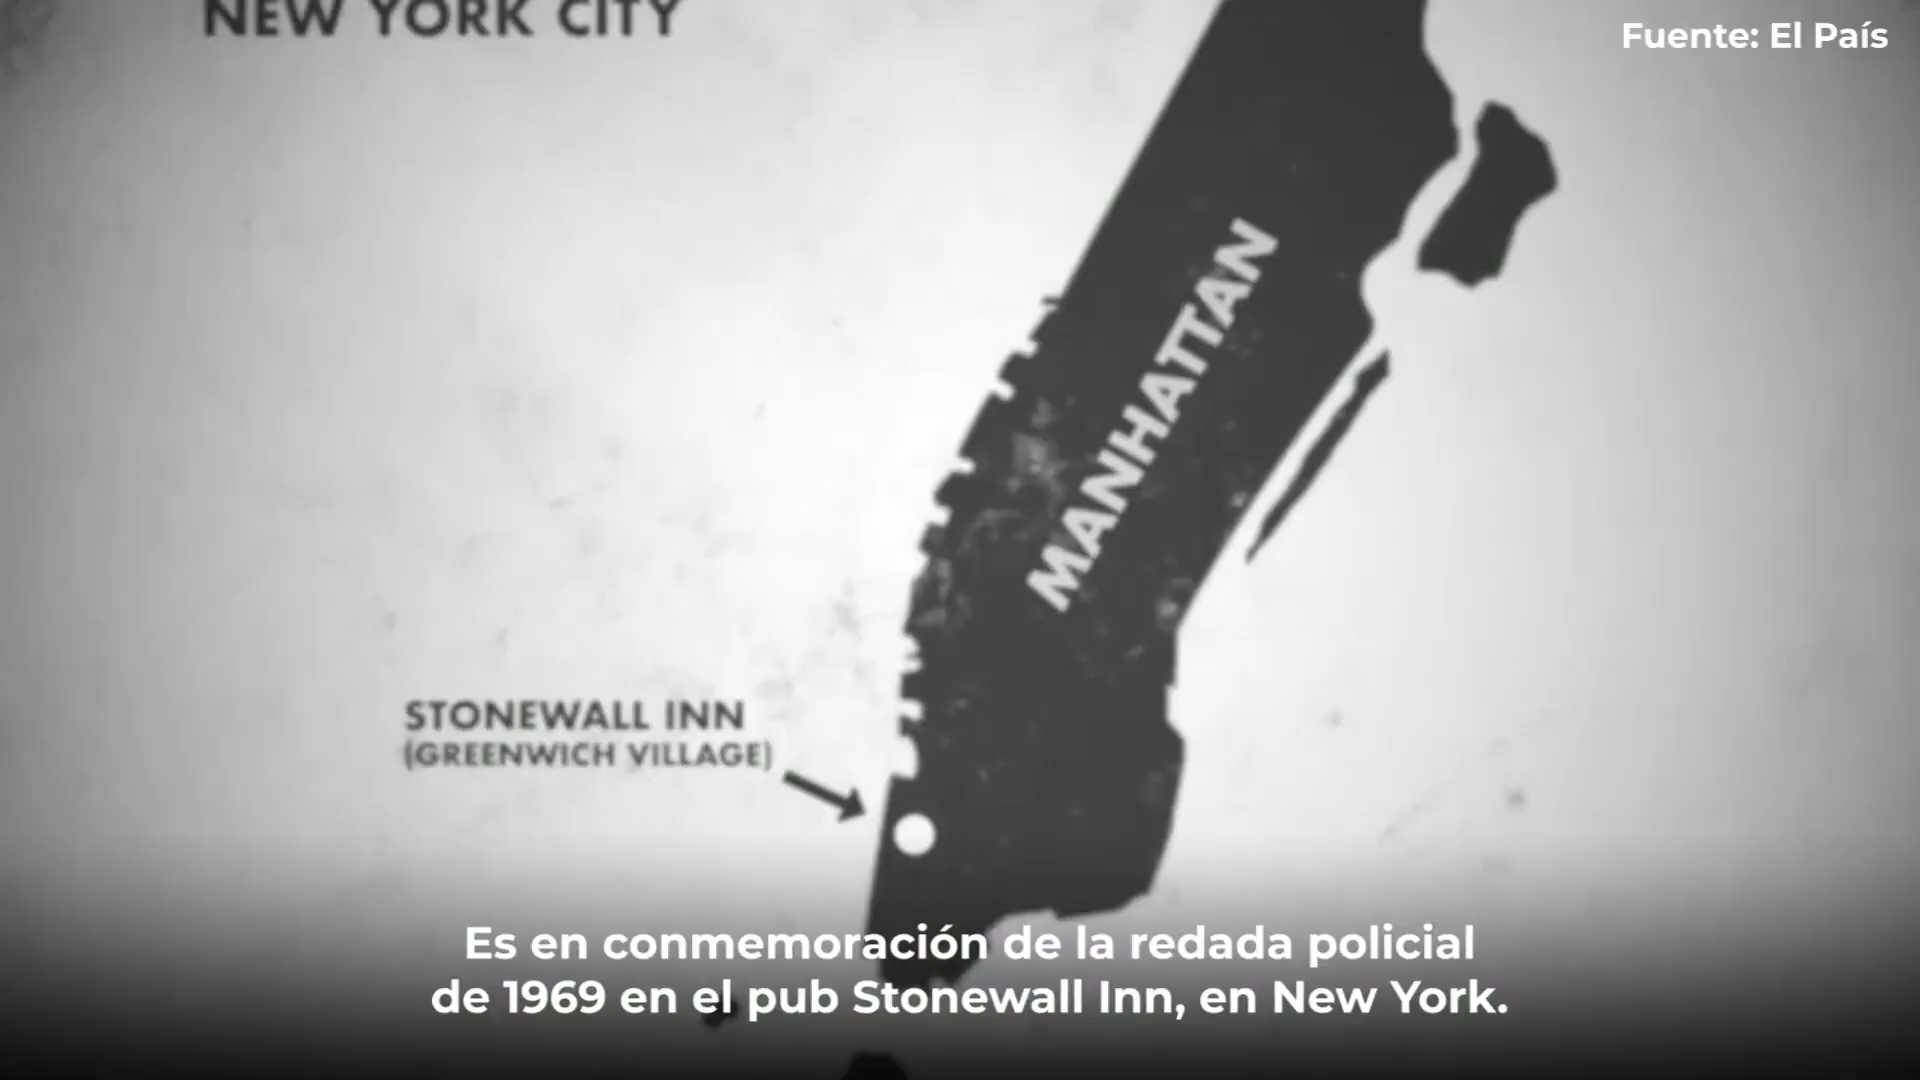 NEW YORK CITY
Fuente: El País
MANHATTAN
STONEWALL INN
(GREENWICH VILLAGE)
Es en conmemoración de la redada policial
de 1969 en el pub Stonewall Inn, en New York.